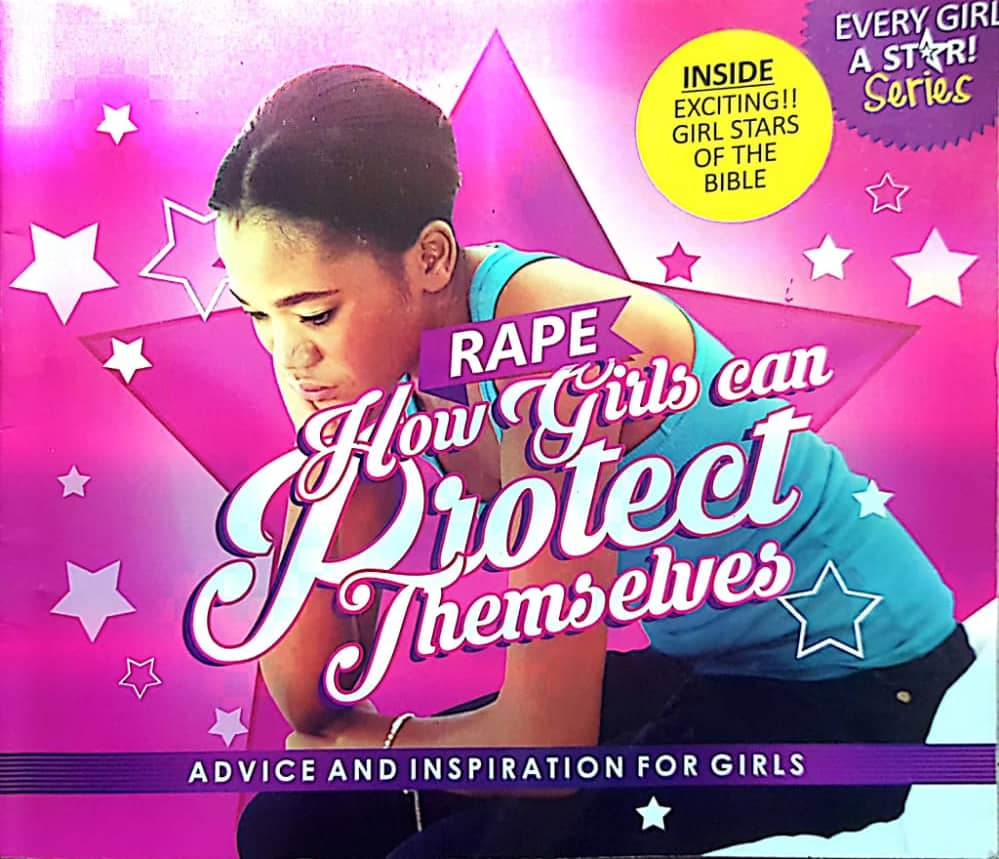 EVERY GIRL
A STAR!
Series
INSIDE
EXCITING!!
GIRL STARS
OF THE
BIBLE
RAPE
How Girls can
Protect
Themselves
ADVICE AND INSPIRATION FOR GIRLS